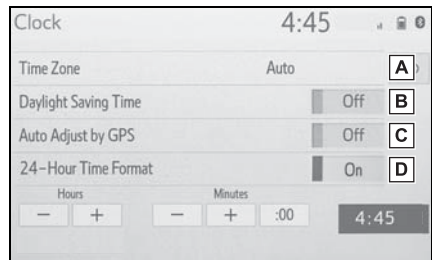 Clock 4:45
Time Zone Auto A
Daylight Saving Time Off B
Auto Adjust by GPS Off C
24-Hour Time Format On D
Hours Minutes
− + − + :00 4:45